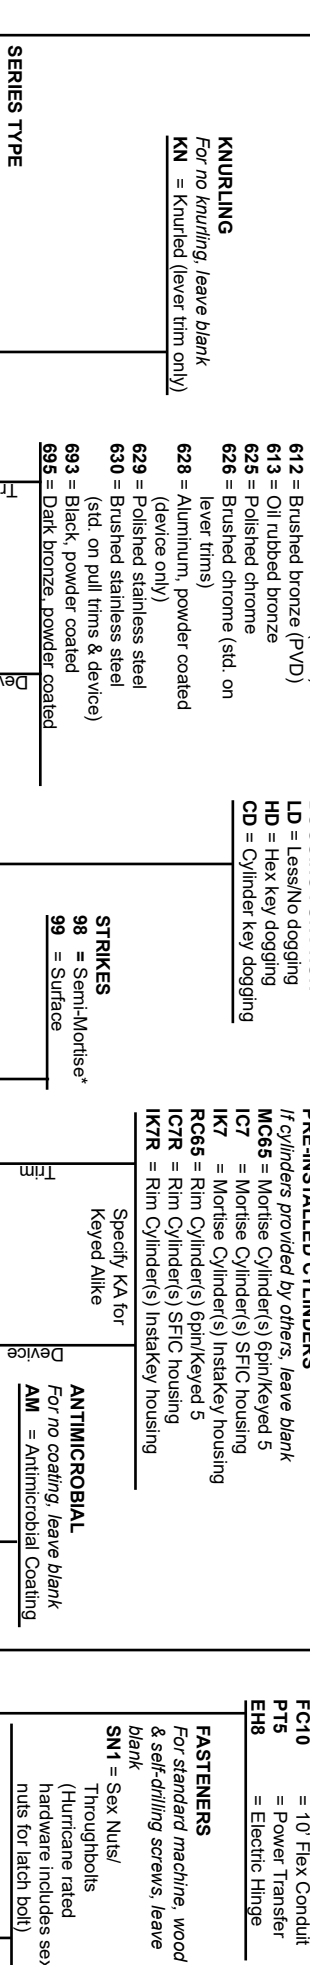 SERIES TYPE
KNURLING
For no knurling, leave blank
KN = Knurled (lever trim only)
612 = Brushed bronze (PVD)
613 = Oil rubbed bronze
625 = Polished chrome
626 = Brushed chrome (std. on
lever trims)
628 = Aluminum, powder coated
(device only)
629 = Polished stainless steel
630 = Brushed stainless steel
(std. on pull trims & device)
693 = Black, powder coated
695 = Dark bronze, powder coated
LD = Less/No dogging
HD = Hex key dogging
CD = Cylinder key dogging
STRIKES
98 = Semi-Mortise*
99 = Surface
PRE-INSTALLED CYLINDERS
If cylinders provided by others, leave blank
MC65 = Mortise Cylinder(s) 6pin/Keyed 5
IC7 = Mortise Cylinder(s) SFIC housing
IK7 = Mortise Cylinder(s) InstaKey housing
RC65 = Rim Cylinder(s) 6pin/Keyed 5
IC7R = Rim Cylinder(s) SFIC housing
IK7R = Rim Cylinder(s) InstaKey housing
Specify KA for
Keyed Alike
Trim
Device
ANTIMICROBIAL
For no coating, leave blank
AM = Antimicrobial Coating
FC10 = 10' Flex Conduit
PT5 = Power Transfer
EH8 = Electric Hinge
FASTENERS
For standard machine, wood
& self-drilling screws, leave
blank
SN1 = Sex Nuts/
Throughbolts
(Hurricane rated
hardware includes sex
nuts for latch bolt)